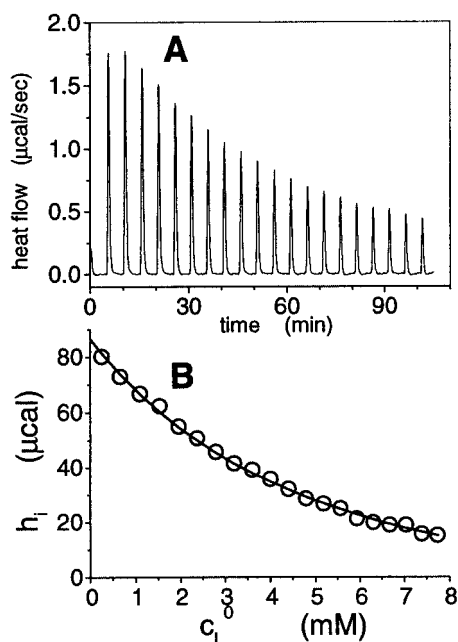 A
2.0
1.5
1.0
0.5
0.0
heat flow (μcal/sec)
0 30 60 90
time (min)
B
80
60
40
20
0
hᵢ (μcal)
0 1 2 3 4 5 6 7 8
cᵢ⁰ (mM)